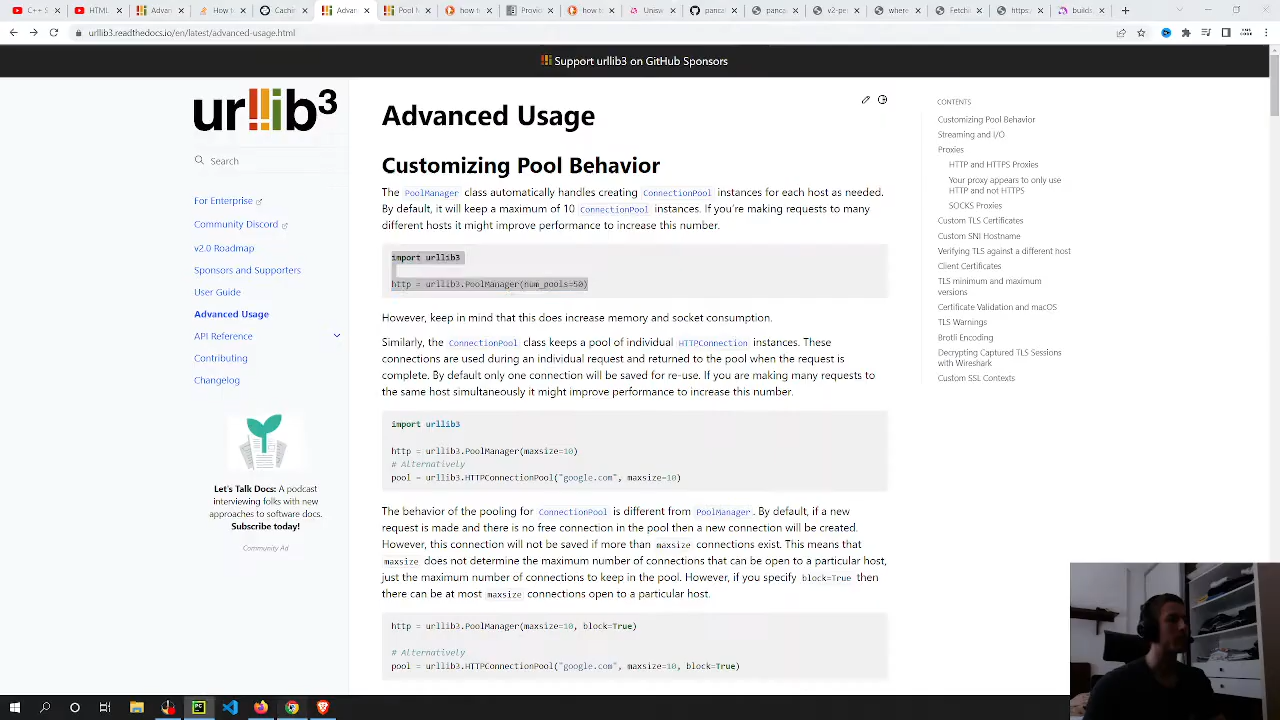 C++ S
HTML
Advan
How t
Cachin
Advan
Pool M
how t
Provid
how t
Unisw
panca
panca
v2-pe
where
Fetchi
https:
builds
urllib3.readthedocs.io/en/latest/advanced-usage.html
Support urllib3 on GitHub Sponsors
urllib3
Search
For Enterprise
Community Discord
v2.0 Roadmap
Sponsors and Supporters
User Guide
Advanced Usage
API Reference
Contributing
Changelog
Let's Talk Docs: A podcast
interviewing folks with new
approaches to software docs.
Subscribe today!
Community Ad
Advanced Usage
Customizing Pool Behavior
The PoolManager class automatically handles creating ConnectionPool instances for each host as needed.
By default, it will keep a maximum of 10 ConnectionPool instances. If you're making requests to many
different hosts it might improve performance to increase this number.
import urllib3
http = urllib3.PoolManager(num_pools=50)
However, keep in mind that this does increase memory and socket consumption.
Similarly, the ConnectionPool class keeps a pool of individual HTTPConnection instances. These
connections are used during an individual request and returned to the pool when the request is
complete. By default only one connection will be saved for re-use. If you are making many requests to
the same host simultaneously it might improve performance to increase this number.
import urllib3
http = urllib3.PoolManager(maxsize=10)
# Alternatively
pool = urllib3.HTTPConnectionPool("google.com", maxsize=10)
The behavior of the pooling for ConnectionPool is different from PoolManager. By default, if a new
request is made and there is no free connection in the pool then a new connection will be created.
However, this connection will not be saved if more than maxsize connections exist. This means that
maxsize does not determine the maximum number of connections that can be open to a particular host,
just the maximum number of connections to keep in the pool. However, if you specify block=True then
there can be at most maxsize connections open to a particular host.
http = urllib3.PoolManager(maxsize=10, block=True)
# Alternatively
pool = urllib3.HTTPConnectionPool("google.com", maxsize=10, block=True)
CONTENTS
Customizing Pool Behavior
Streaming and I/O
Proxies
HTTP and HTTPS Proxies
Your proxy appears to only use
HTTP and not HTTPS
SOCKS Proxies
Custom TLS Certificates
Custom SNI Hostname
Verifying TLS against a different host
Client Certificates
TLS minimum and maximum
versions
Certificate Validation and macOS
TLS Warnings
Brotli Encoding
Decrypting Captured TLS Sessions
with Wireshark
Custom SSL Contexts